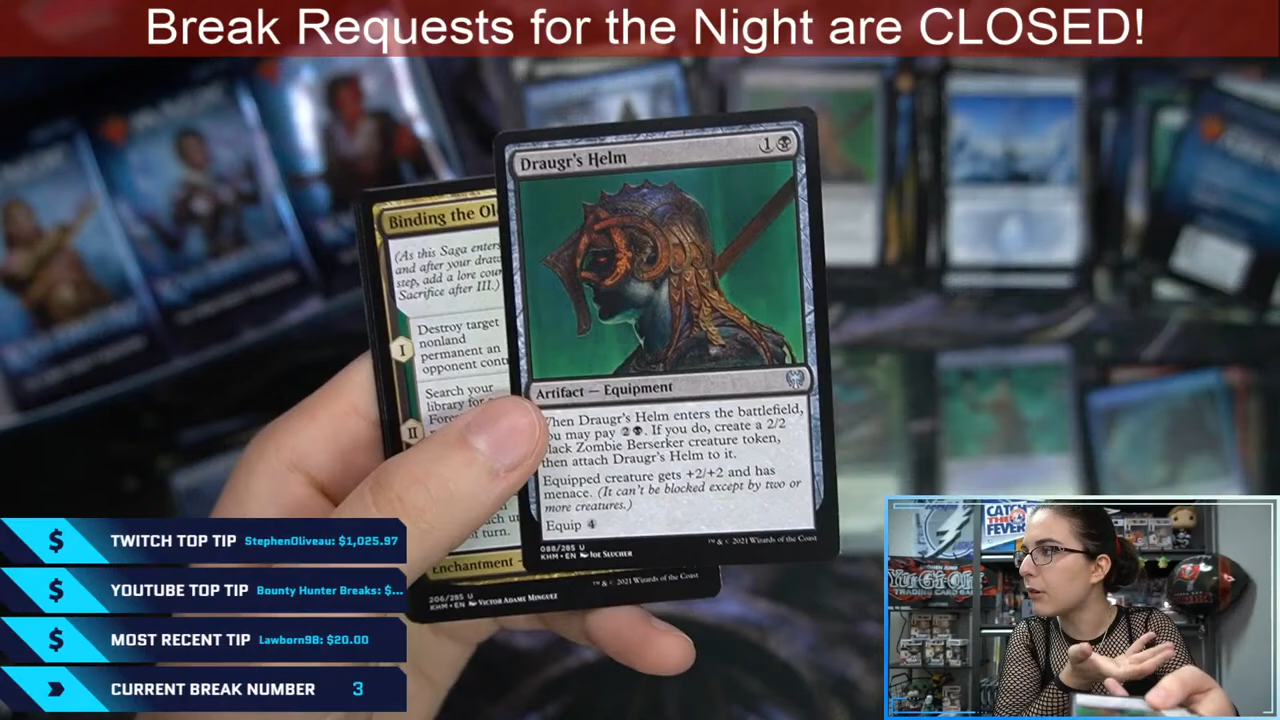 Break Requests for the Night are CLOSED!
Draugr's Helm 1
Artifact — Equipment
When Draugr's Helm enters the battlefield,
you may pay 2. If you do, create a 2/2
black Zombie Berserker creature token,
then attach Draugr's Helm to it.
Equipped creature gets +2/+2 and has
menace. (It can't be blocked except by two or
more creatures.)
Equip 4
088/285 U
KHM • EN JOE SLUCHER
™ & © 2021 Wizards of the Coast
Binding the Ol
(As this Saga enters
and after your draw
step, add a lore coun
Sacrifice after III.)
I
Destroy target
nonland
permanent an
opponent cont
II
Search your
library for
Fore
turn.
Enchantment –
206/285 U
KHM • EN VICTOR ADAME MINGUEZ
™ & © 2021 Wizards of the Coast
$ TWITCH TOP TIP StephenOliveau: $1,025.97
$ YOUTUBE TOP TIP Bounty Hunter Breaks: $...
$ MOST RECENT TIP Lawborn98: $20.00
CURRENT BREAK NUMBER 3
CATCH
THE
FEVER
Yu-Gi-Oh!
TRADING CARD GAME